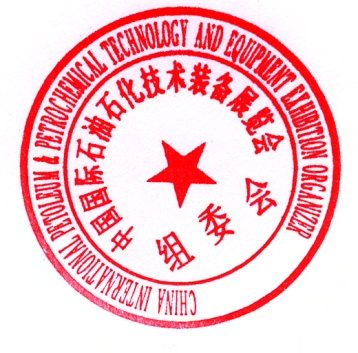 CHINA INTERNATIONAL PETROLEUM & PETROCHEMICAL TECHNOLOGY AND EQUIPMENT EXHIBITION ORGANIZER
中国国际石油石化技术装备展览会
组委会